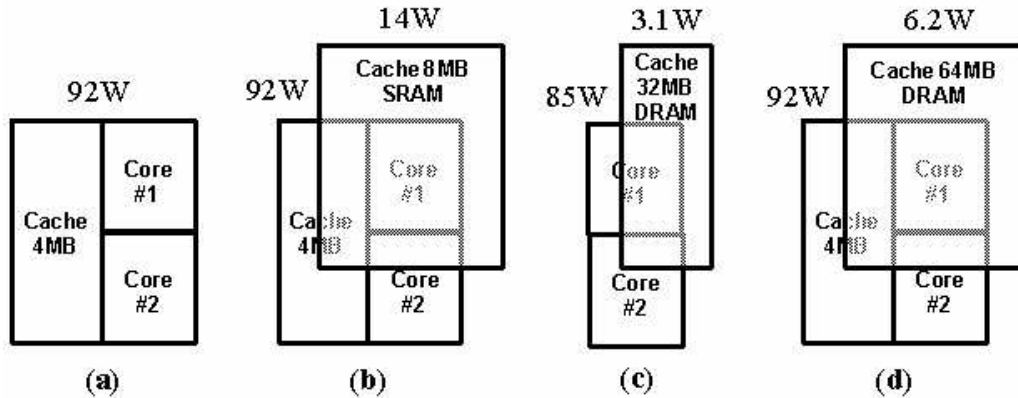 92W
Cache
4MB
Core
#1
Core
#2
(a)
14W
92W
Cache 8MB
SRAM
Cache
4MB
Core
#1
Core
#2
(b)
3.1W
85W
Cache
32MB
DRAM
Core
#1
Core
#2
(c)
6.2W
92W
Cache 64MB
DRAM
Cache
4MB
Core
#1
Core
#2
(d)